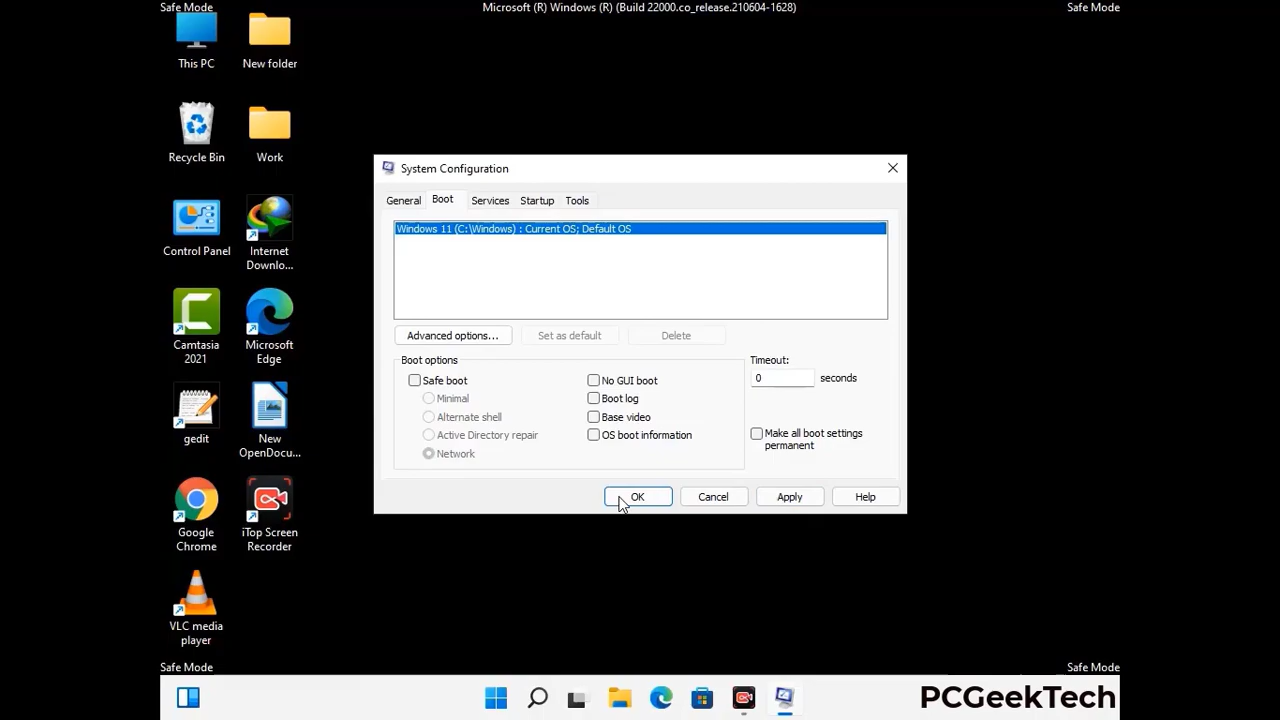 Safe Mode
Microsoft (R) Windows (R) (Build 22000.co_release.210604-1628)
Safe Mode
This PC
New folder
Recycle Bin
Work
Control Panel
Internet
Downlo...
Camtasia
2021
Microsoft
Edge
gedit
New
OpenDocu...
Google
Chrome
iTop Screen
Recorder
VLC media
player
System Configuration
General
Boot
Services
Startup
Tools
Windows 11 (C:\Windows) : Current OS; Default OS
Advanced options...
Set as default
Delete
Boot options
Safe boot
Minimal
Alternate shell
Active Directory repair
Network
No GUI boot
Boot log
Base video
OS boot information
Timeout:
0 seconds
Make all boot settings
permanent
OK
Cancel
Apply
Help
Safe Mode
Safe Mode
PCGeekTech